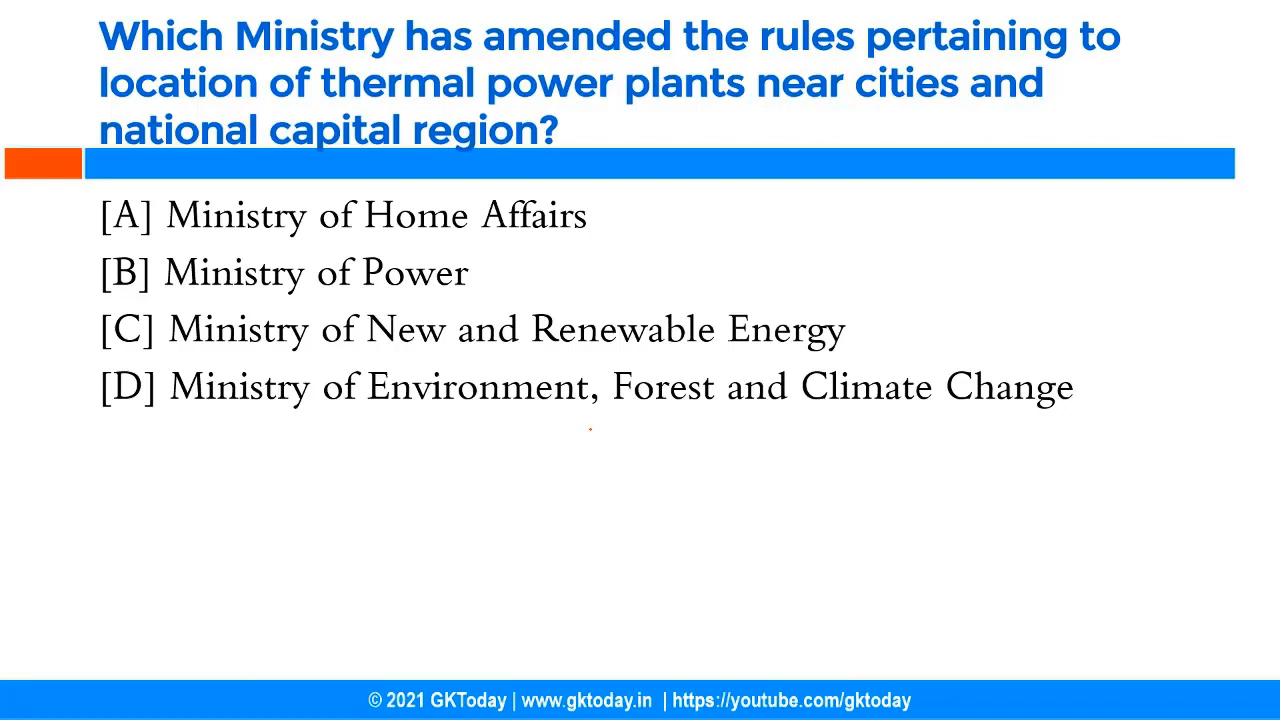 Which Ministry has amended the rules pertaining to
location of thermal power plants near cities and
national capital region?
[A] Ministry of Home Affairs
[B] Ministry of Power
[C] Ministry of New and Renewable Energy
[D] Ministry of Environment, Forest and Climate Change
© 2021 GKToday | www.gktoday.in | https://youtube.com/gktoday